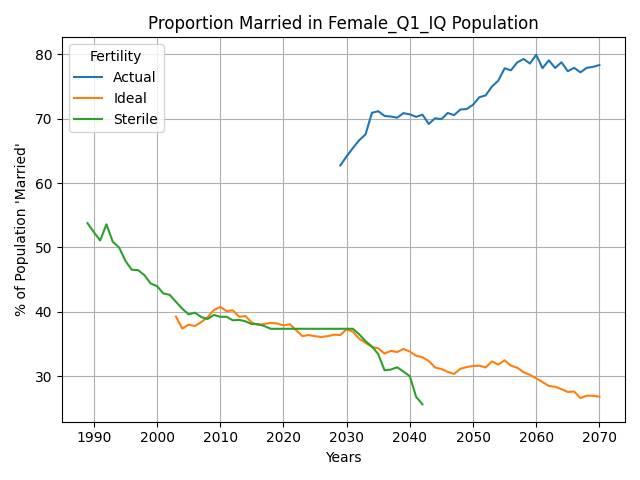 Proportion Married in Female_Q1_IQ Population
Fertility
Actual
Ideal
Sterile
% of Population 'Married'
80
70
60
50
40
30
1990 2000 2010 2020 2030 2040 2050 2060 2070
Years